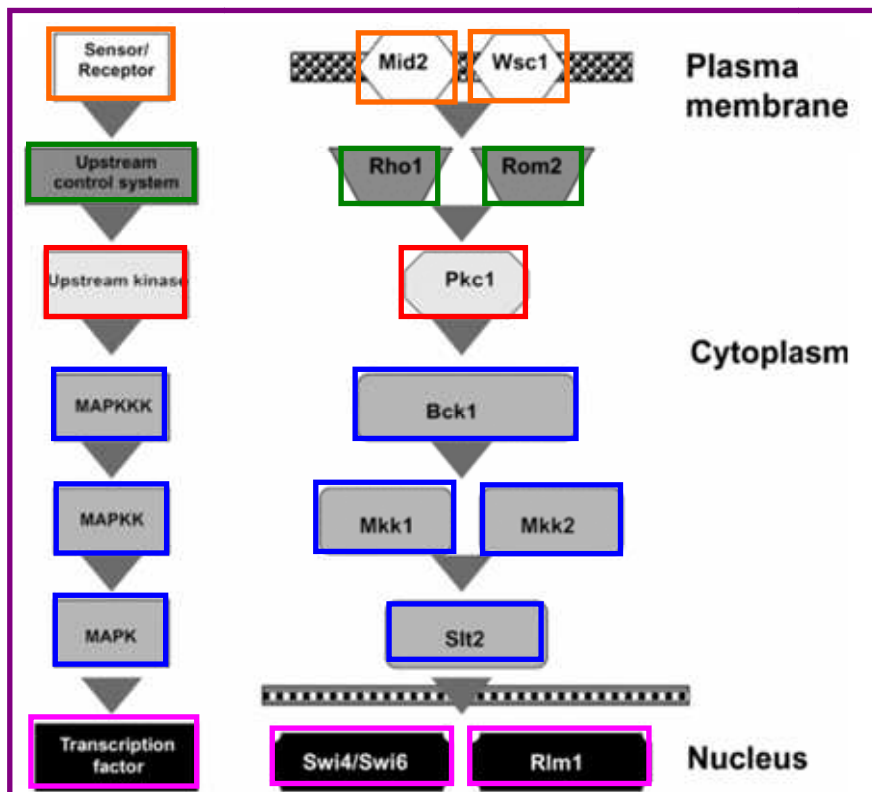 Sensor/
Receptor
Mid2
Wsc1
Plasma
membrane
Upstream
control system
Rho1
Rom2
Upstream kinase
Pkc1
Cytoplasm
MAPKKK
Bck1
MAPKK
Mkk1
Mkk2
MAPK
Slt2
Transcription
factor
Swi4/Swi6
Rlm1
Nucleus